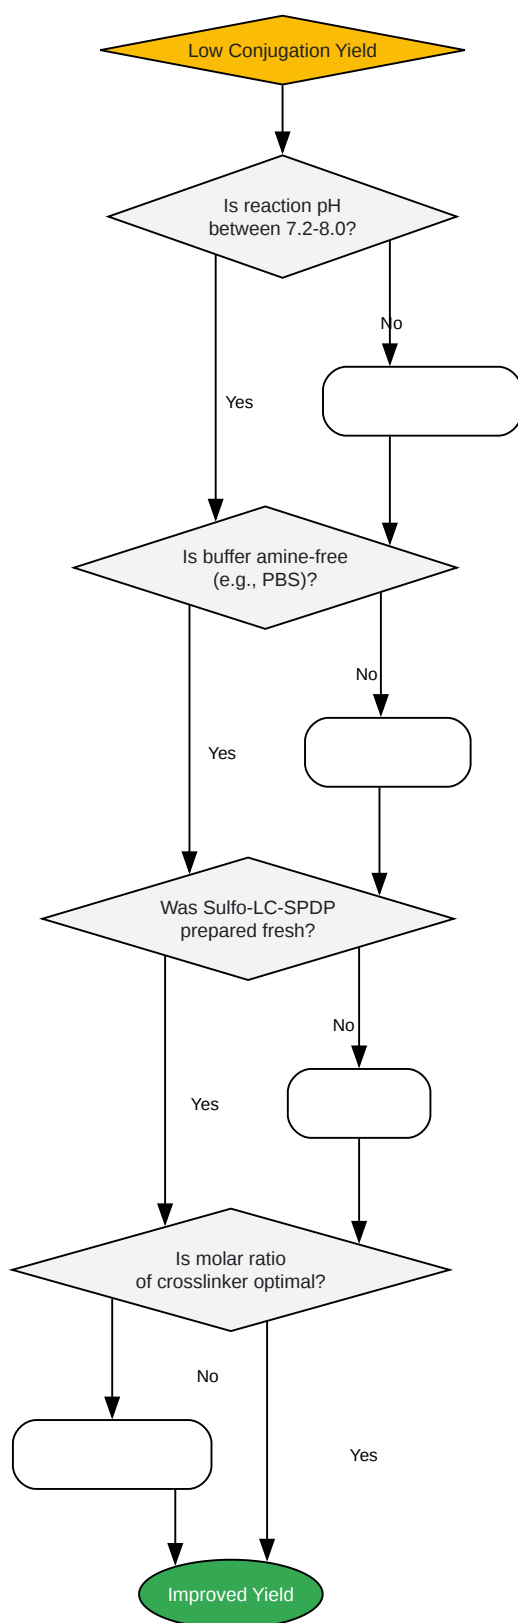 Low Conjugation Yield
Is reaction pH
between 7.2-8.0?
No
Yes
Is buffer amine-free
(e.g., PBS)?
No
Yes
Was Sulfo-LC-SPDP
prepared fresh?
No
Yes
Is molar ratio
of crosslinker optimal?
No
Yes
Improved Yield